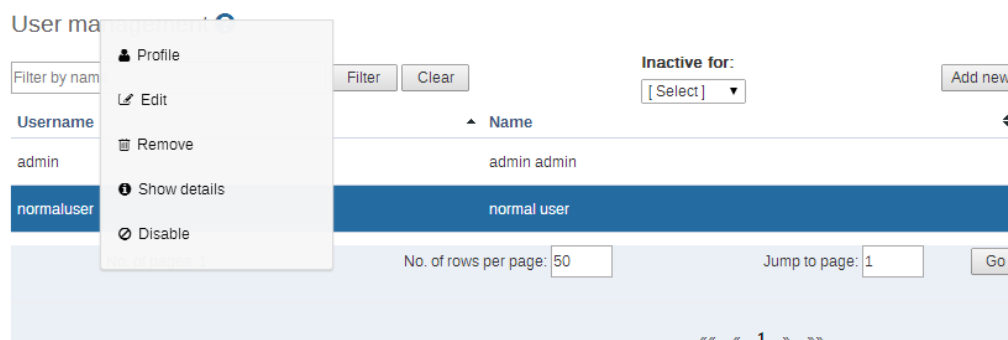 User management
Profile
Edit
Remove
Show details
Disable
Filter by nam
Filter
Clear
Inactive for:
[ Select ]
Add new
Username
Name
admin
admin admin
normaluser
normal user
No. of rows per page: 50
Jump to page: 1
Go
«« « 1 » »»